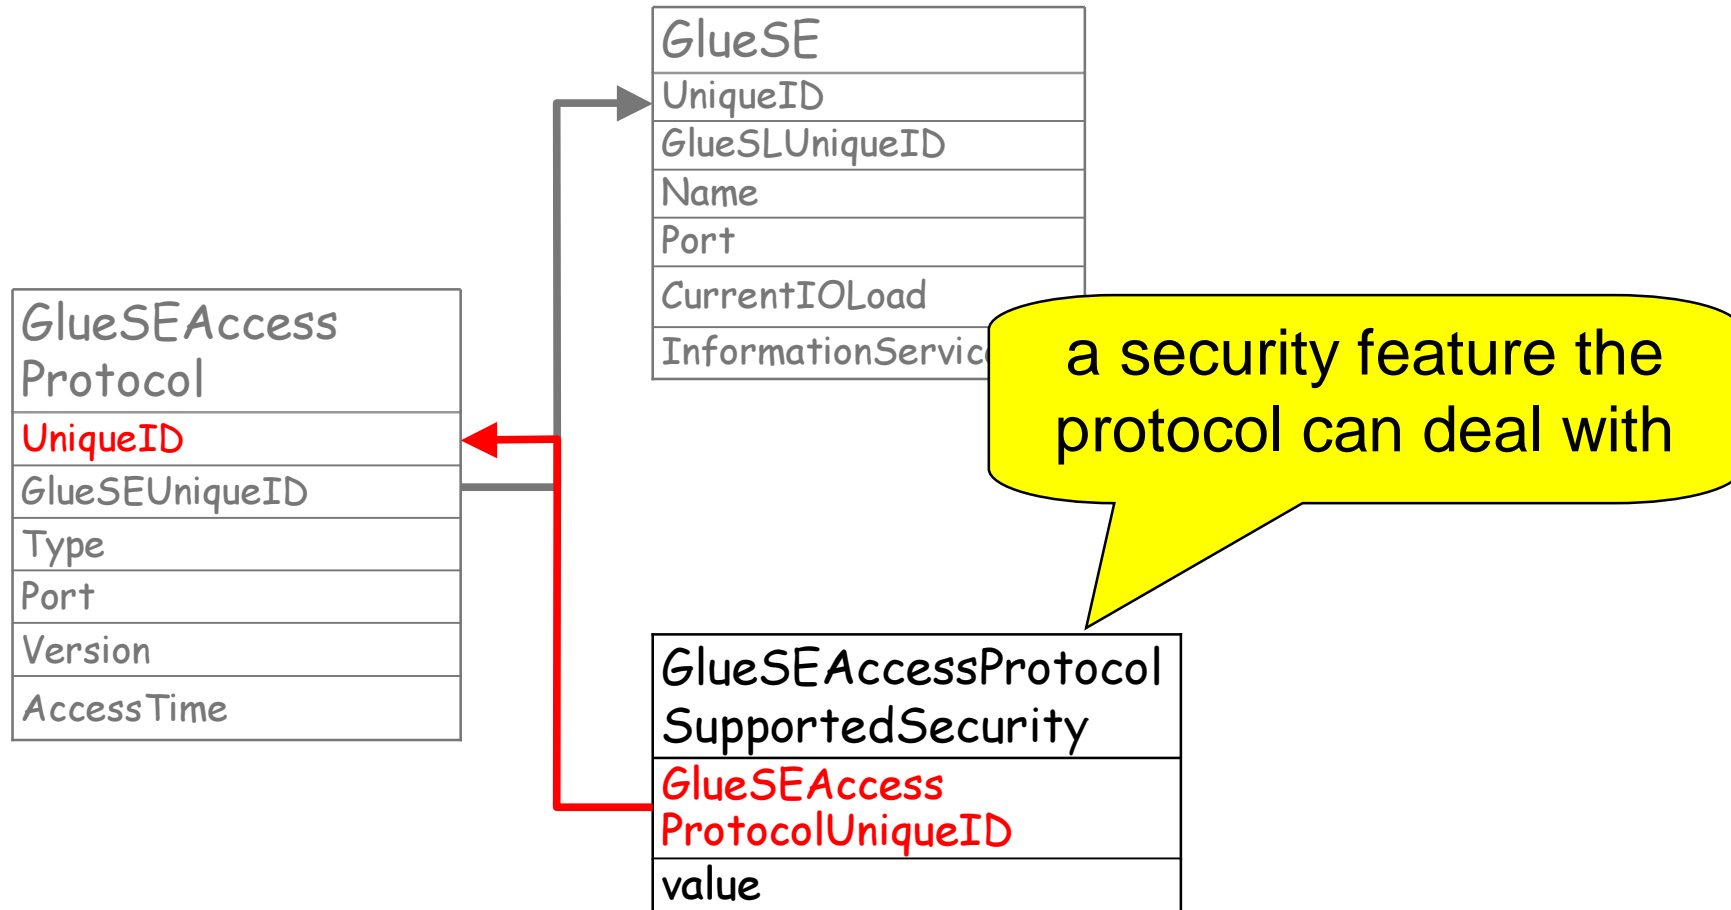 GlueSE
UniqueID
GlueSLUniqueID
Name
Port
CurrentIOLoad
InformationServic
GlueSEAccess
Protocol
UniqueID
GlueSEUniqueID
Type
Port
Version
AccessTime
a security feature the
protocol can deal with
GlueSEAccessProtocol
SupportedSecurity
GlueSEAccess
ProtocolUniqueID
value